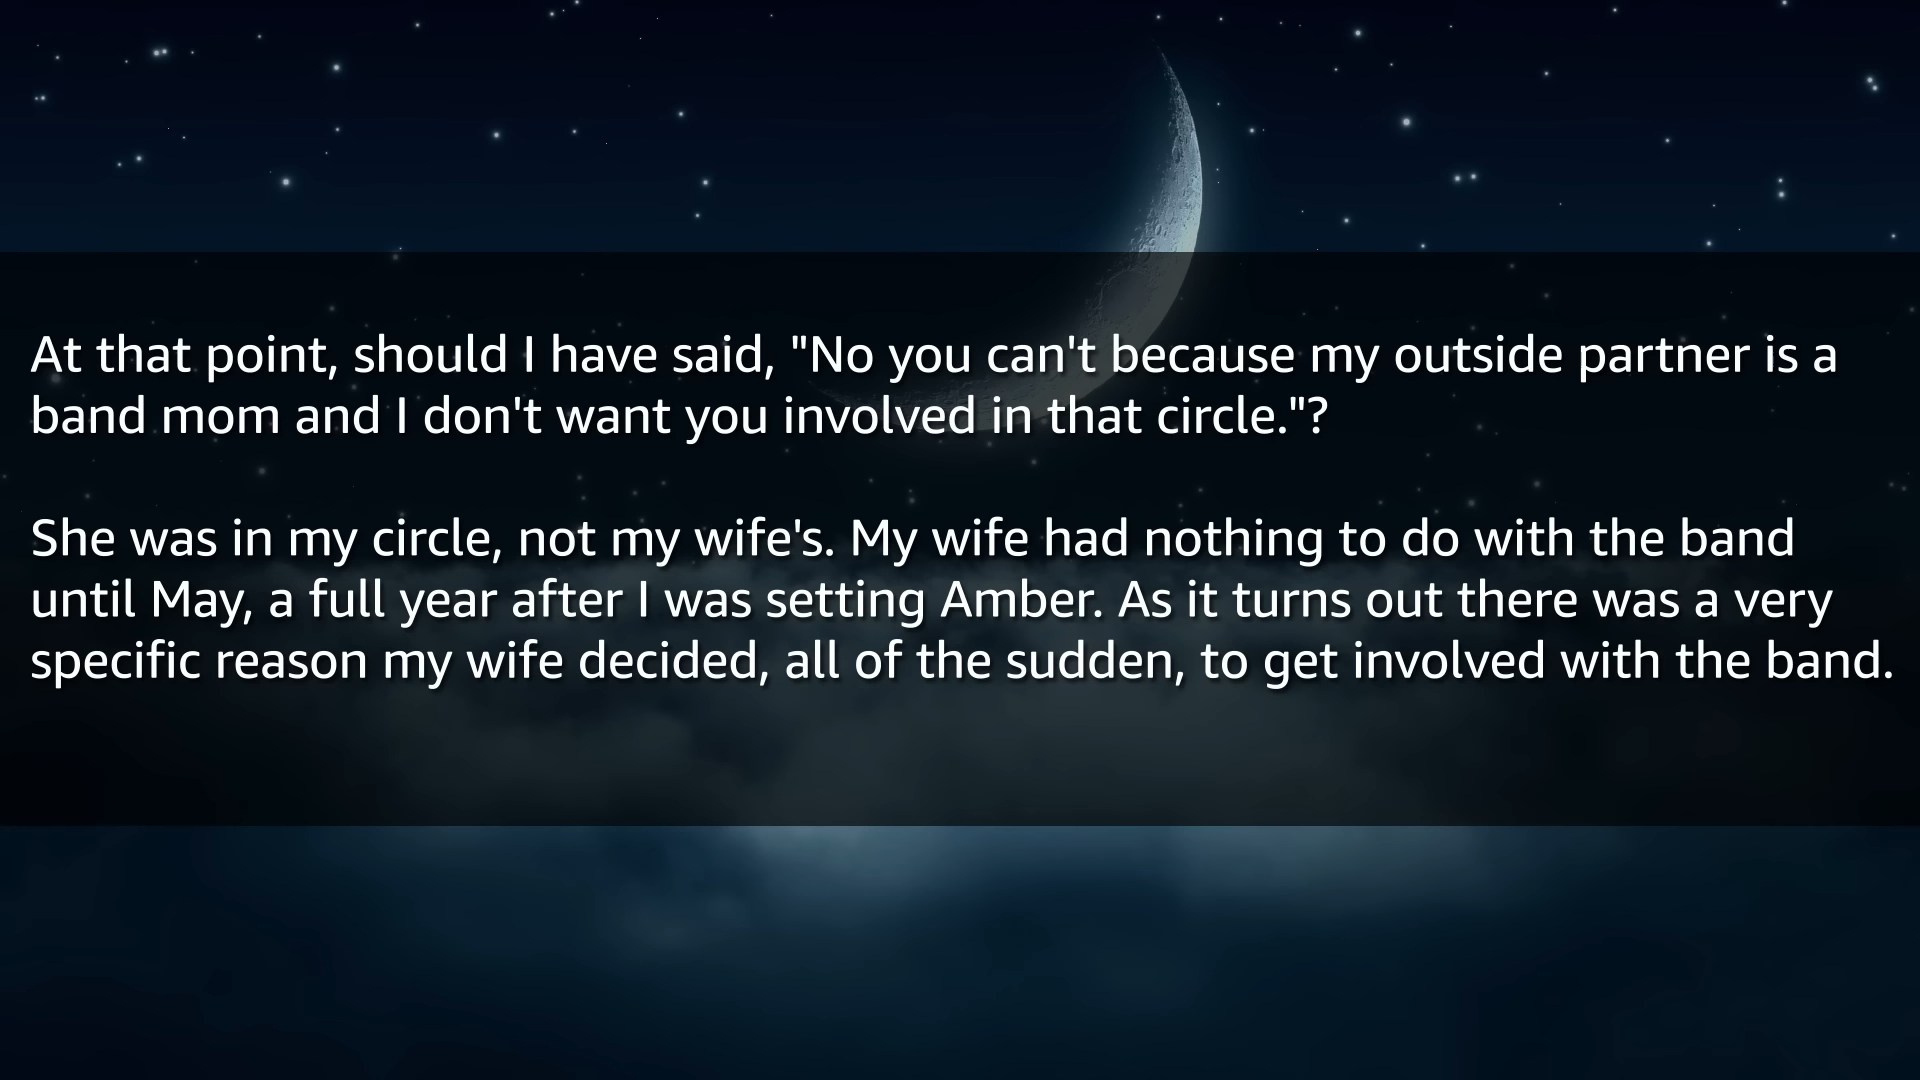 At that point, should I have said, "No you can't because my outside partner is a
band mom and I don't want you involved in that circle."?
She was in my circle, not my wife's. My wife had nothing to do with the band
until May, a full year after I was setting Amber. As it turns out there was a very
specific reason my wife decided, all of the sudden, to get involved with the band.